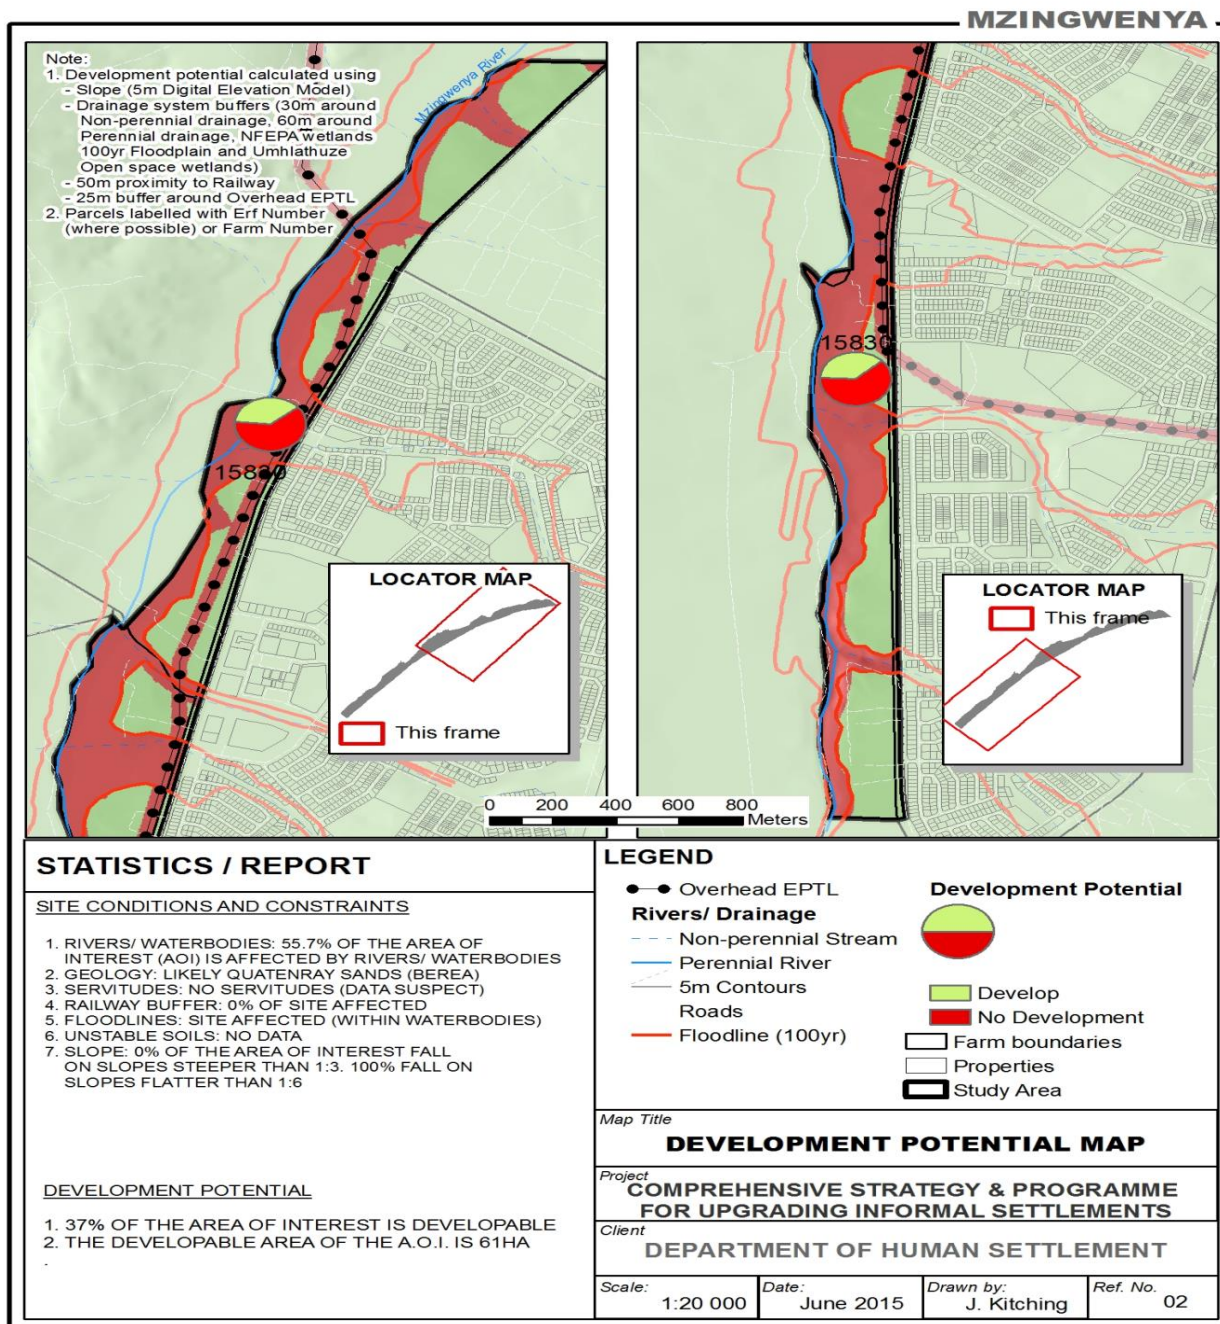 MZINGWENYA
Note:
1. Development potential calculated using
- Slope (5m Digital Elevation Model)
- Drainage system buffers (30m around
Non-perennial drainage, 60m around
Perennial drainage, NFEPA wetlands
100yr Floodplain and Umhlathuze
Open space wetlands)
- 50m proximity to Railway
- 25m buffer around Overhead EPTL
2. Parcels labelled with Erf Number
(where possible) or Farm Number
Mzingwenya River
15830
LOCATOR MAP
This frame
15830
LOCATOR MAP
This frame
0 200 400 600 800
Meters
STATISTICS / REPORT
SITE CONDITIONS AND CONSTRAINTS
1. RIVERS/ WATERBODIES: 55.7% OF THE AREA OF
INTEREST (AOI) IS AFFECTED BY RIVERS/ WATERBODIES
2. GEOLOGY: LIKELY QUATENRAY SANDS (BEREA)
3. SERVITUDES: NO SERVITUDES (DATA SUSPECT)
4. RAILWAY BUFFER: 0% OF SITE AFFECTED
5. FLOODLINES: SITE AFFECTED (WITHIN WATERBODIES)
6. UNSTABLE SOILS: NO DATA
7. SLOPE: 0% OF THE AREA OF INTEREST FALL
ON SLOPES STEEPER THAN 1:3. 100% FALL ON
SLOPES FLATTER THAN 1:6
DEVELOPMENT POTENTIAL
1. 37% OF THE AREA OF INTEREST IS DEVELOPABLE
2. THE DEVELOPABLE AREA OF THE A.O.I. IS 61HA
.
LEGEND
Overhead EPTL
Rivers/ Drainage
Non-perennial Stream
Perennial River
5m Contours
Roads
Floodline (100yr)
Development Potential
Develop
No Development
Farm boundaries
Properties
Study Area
Map Title
DEVELOPMENT POTENTIAL MAP
Project
COMPREHENSIVE STRATEGY & PROGRAMME
FOR UPGRADING INFORMAL SETTLEMENTS
Client
DEPARTMENT OF HUMAN SETTLEMENT
Scale: 1:20 000
Date: June 2015
Drawn by: J. Kitching
Ref. No. 02